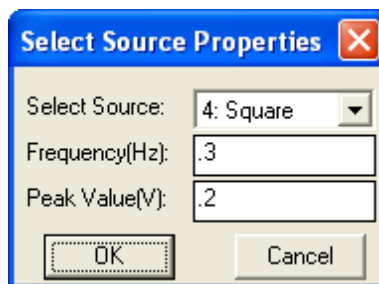 Select Source Properties
Select Source: 4: Square
Frequency(Hz): .3
Peak Value(V): .2
OK Cancel